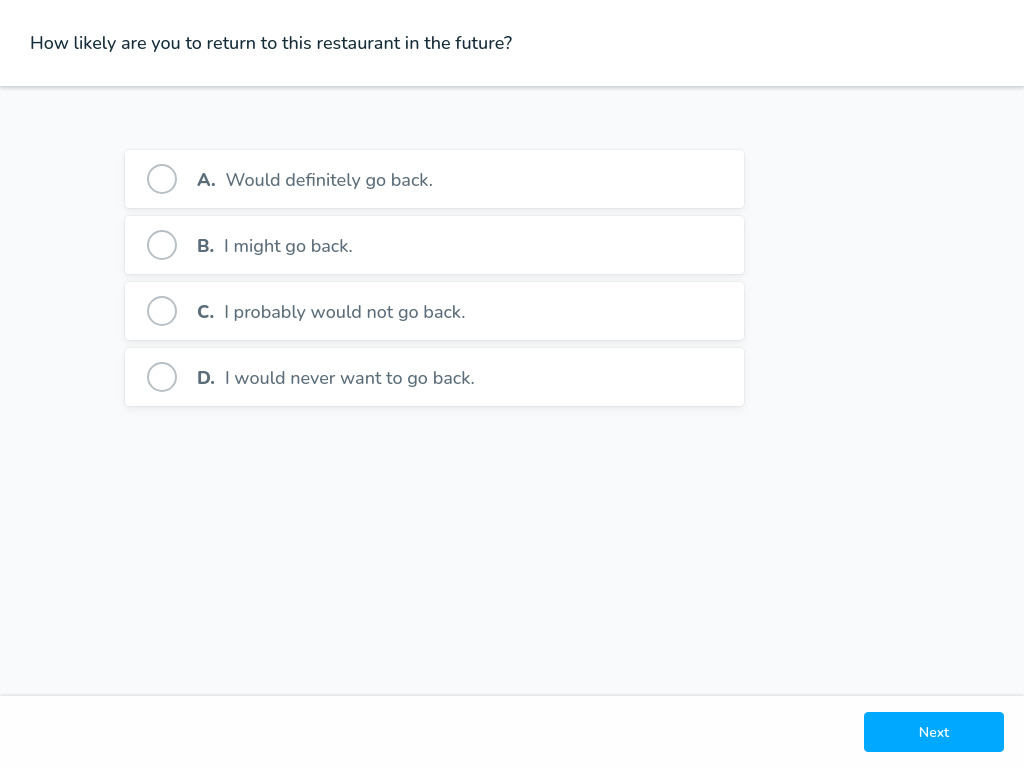 How likely are you to return to this restaurant in the future?
A. Would definitely go back.
B. I might go back.
C. I probably would not go back.
D. I would never want to go back.
Next